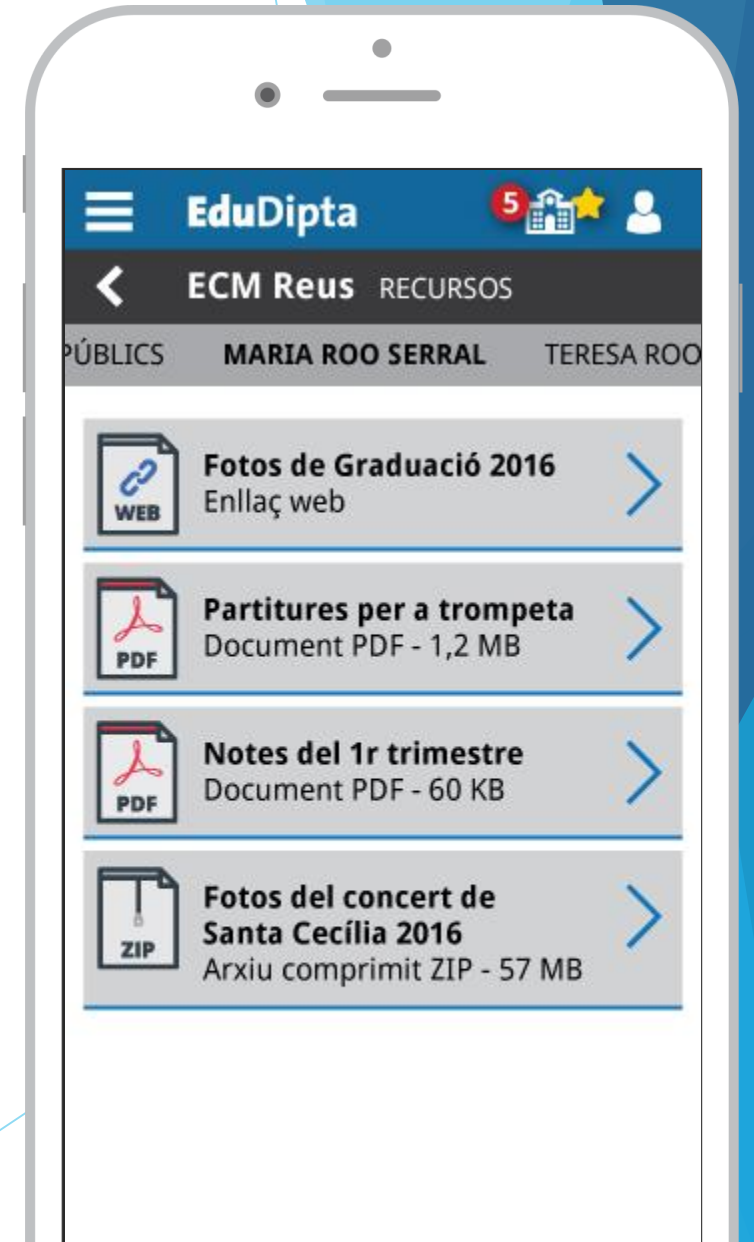 EduDipta 5
ECM Reus RECURSOS
PÚBLICS MARIA ROO SERRAL TERESA ROO
WEB
Fotos de Graduació 2016
Enllaç web
PDF
Partitures per a trompeta
Document PDF - 1,2 MB
PDF
Notes del 1r trimestre
Document PDF - 60 KB
ZIP
Fotos del concert de
Santa Cecília 2016
Arxiu comprimit ZIP - 57 MB